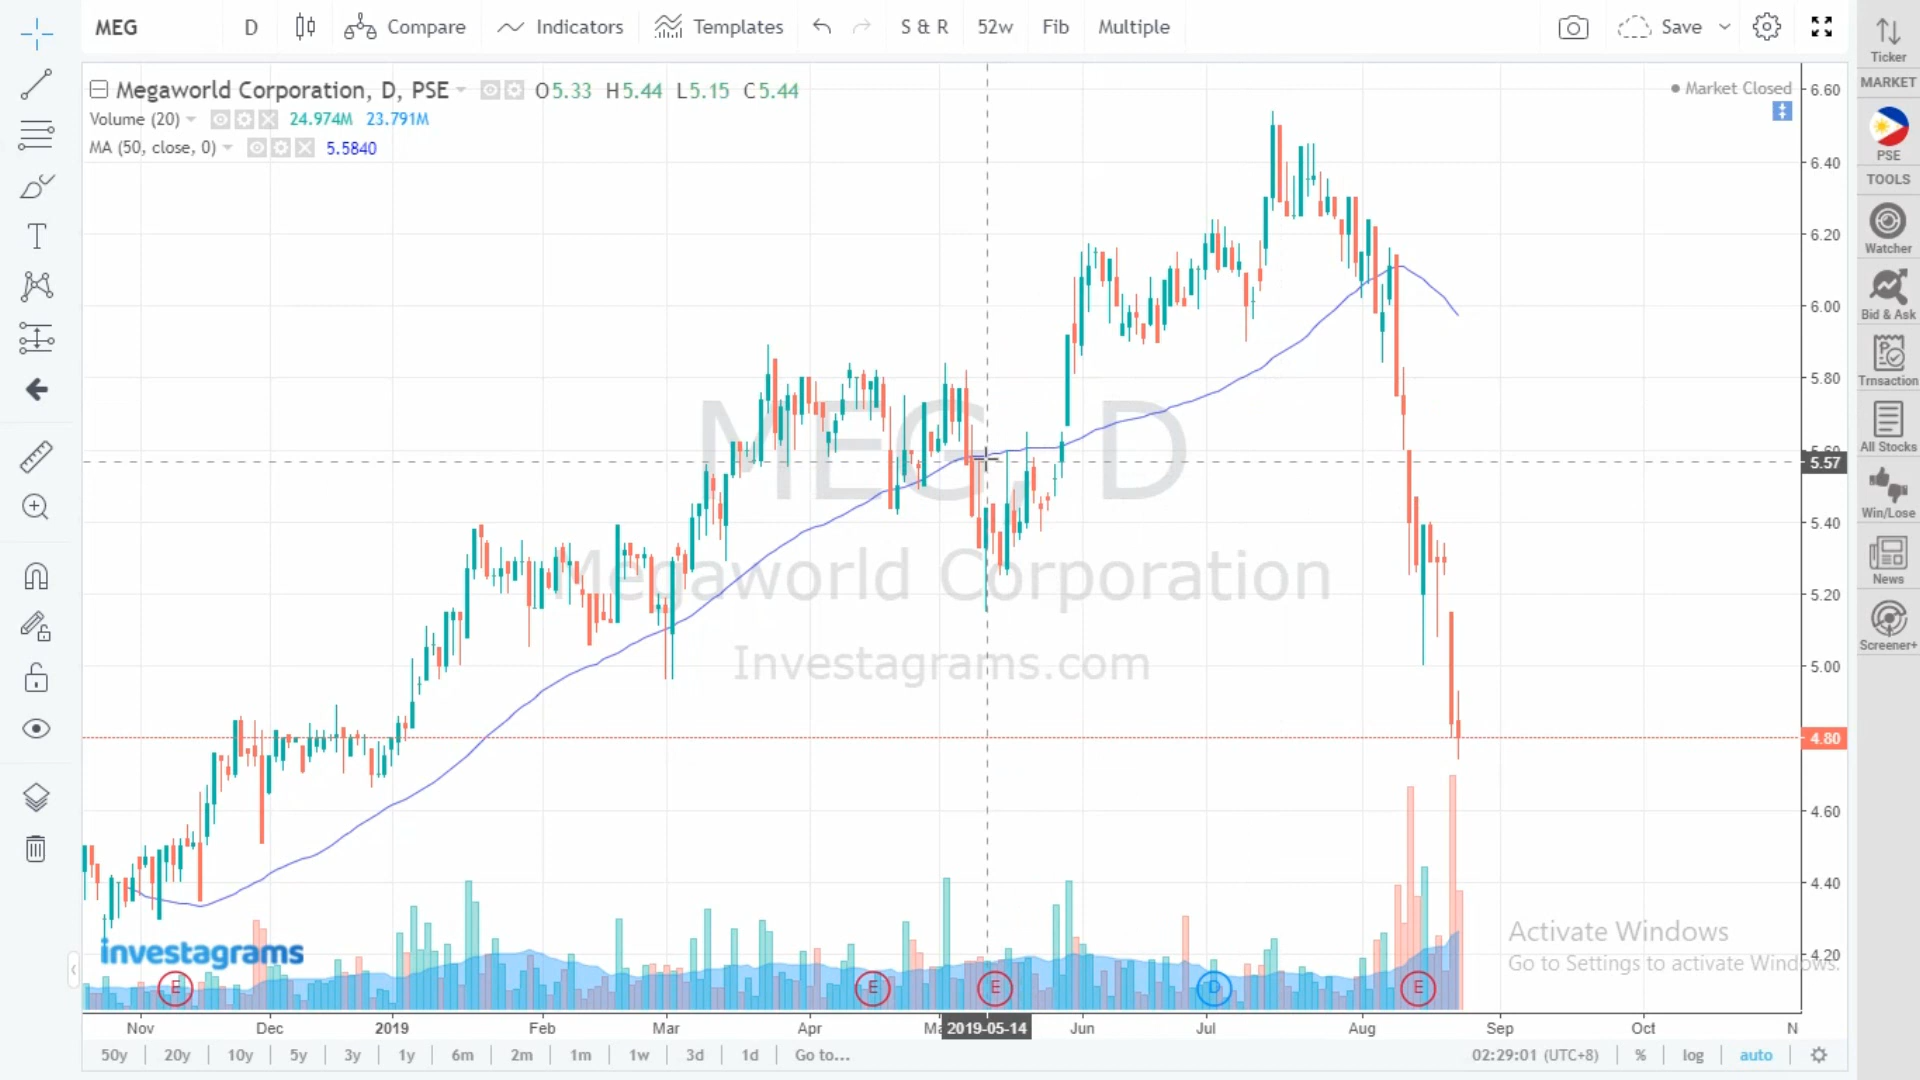 MEG D Compare Indicators Templates S & R 52w Fib Multiple Save
Megaworld Corporation, D, PSE O5.33 H5.44 L5.15 C5.44
Volume (20) 24.974M 23.791M
MA (50, close, 0) 5.5840
Market Closed
MEG, D
Megaworld Corporation
Investagrams.com
6.60
6.40
6.20
6.00
5.80
5.60
5.57
5.40
5.20
5.00
4.80
4.60
4.40
4.20
investagrams
E E E D E
Activate Windows
Go to Settings to activate Windows.
Nov Dec 2019 Feb Mar Apr Ma 2019-05-14 Jun Jul Aug Sep Oct N
50y 20y 10y 5y 3y 1y 6m 2m 1m 1w 3d 1d Go to... 02:29:01 (UTC+8) % log auto
Ticker
MARKET
PSE
TOOLS
Watcher
Bid & Ask
Trnsaction
All Stocks
Win/Lose
News
Screener+